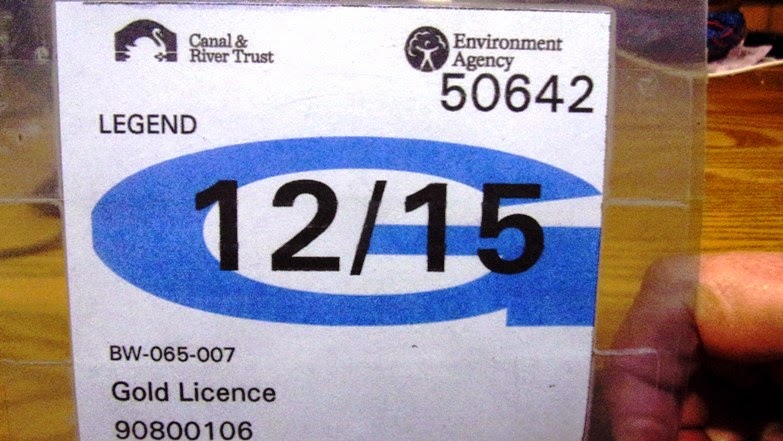 Canal &
River Trust
Environment
Agency
50642
LEGEND
12/15
BW-065-007
Gold Licence
90800106